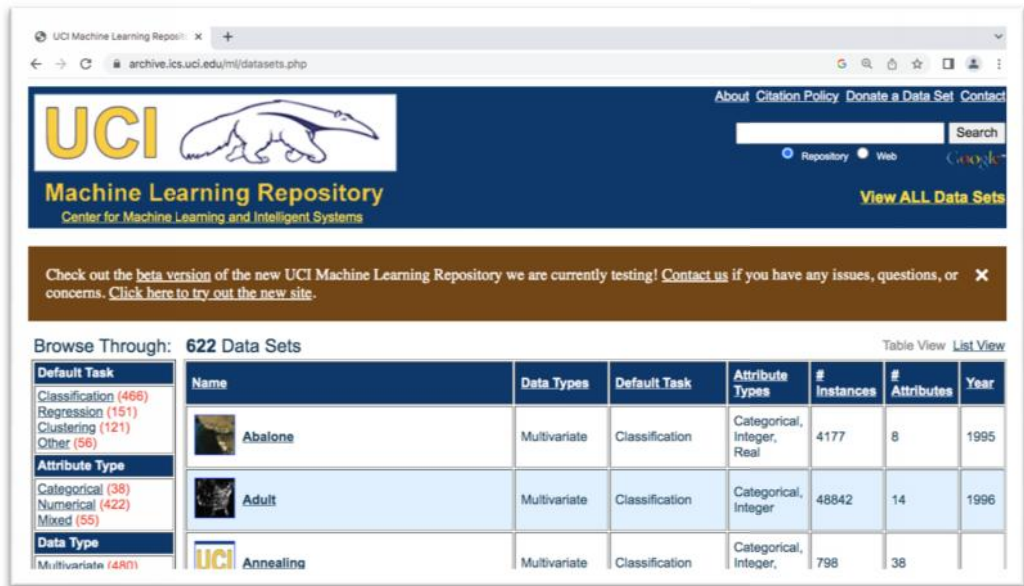 UCI Machine Learning Reposit
archive.ics.uci.edu/ml/datasets.php
About Citation Policy Donate a Data Set Contact
UCI
Search
Repository Web Google
Machine Learning Repository
View ALL Data Sets
Center for Machine Learning and Intelligent Systems
Check out the beta version of the new UCI Machine Learning Repository we are currently testing! Contact us if you have any issues, questions, or
concerns. Click here to try out the new site.
Browse Through: 622 Data Sets
Table View List View
Default Task
Classification (466)
Regression (151)
Clustering (121)
Other (56)
Attribute Type
Categorical (38)
Numerical (422)
Mixed (55)
Data Type
Multivariate (480)
Name Data Types Default Task Attribute Types # Instances # Attributes Year
Abalone Multivariate Classification Categorical, Integer, Real 4177 8 1995
Adult Multivariate Classification Categorical, Integer 48842 14 1996
UCI Annealing Multivariate Classification Categorical, Integer, 798 38